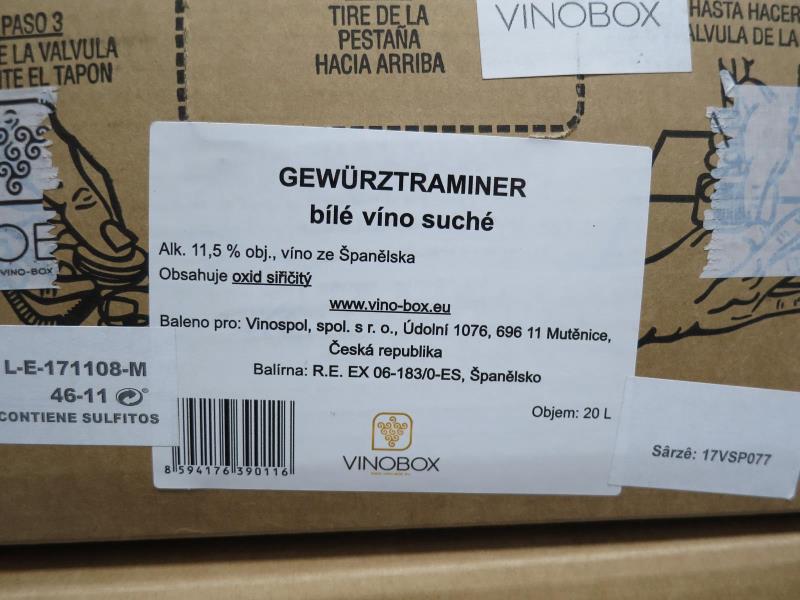 PASO 3
E LA VALVULA
TE EL TAPON
TIRE DE LA
PESTAÑA
HACIA ARRIBA
VINOBOX
HASTA HACER
VALVULA DE LA
GEWÜRZTRAMINER
bílé víno suché
Alk. 11,5 % obj., víno ze Španělska
Obsahuje oxid siřičitý
www.vino-box.eu
Baleno pro: Vinospol, spol. s r. o., Údolní 1076, 696 11 Mutěnice,
Česká republika
Balírna: R.E. EX 06-183/0-ES, Španělsko
Objem: 20 L
8 594176 390116
VINOBOX
VINO-BOX
L-E-171108-M
46-11
CONTIENE SULFITOS
Sârzê: 17VSP077